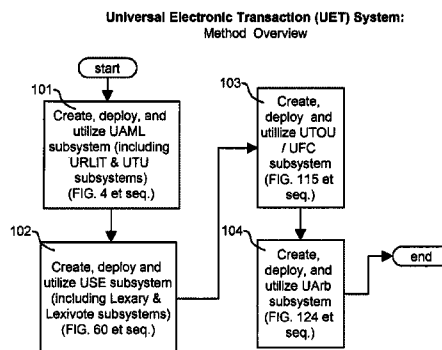 Universal Electronic Transaction (UET) System:
Method Overview
start
101
Create, deploy, and
utilize UAML
subsystem (including
URLIT & UTU
subsystems)
(FIG. 4 et seq.)
102
Create, deploy and
utilize USE subsystem
(including Lexary &
Lexivote subsystems)
(FIG. 60 et seq.)
103
Create, deploy, and
utilize UTOU
/ UFC
subsystem
(FIG. 115 et
seq.)
104
Create,
deploy, and
utilize UArb
subsystem
(FIG. 124 et
seq.)
end